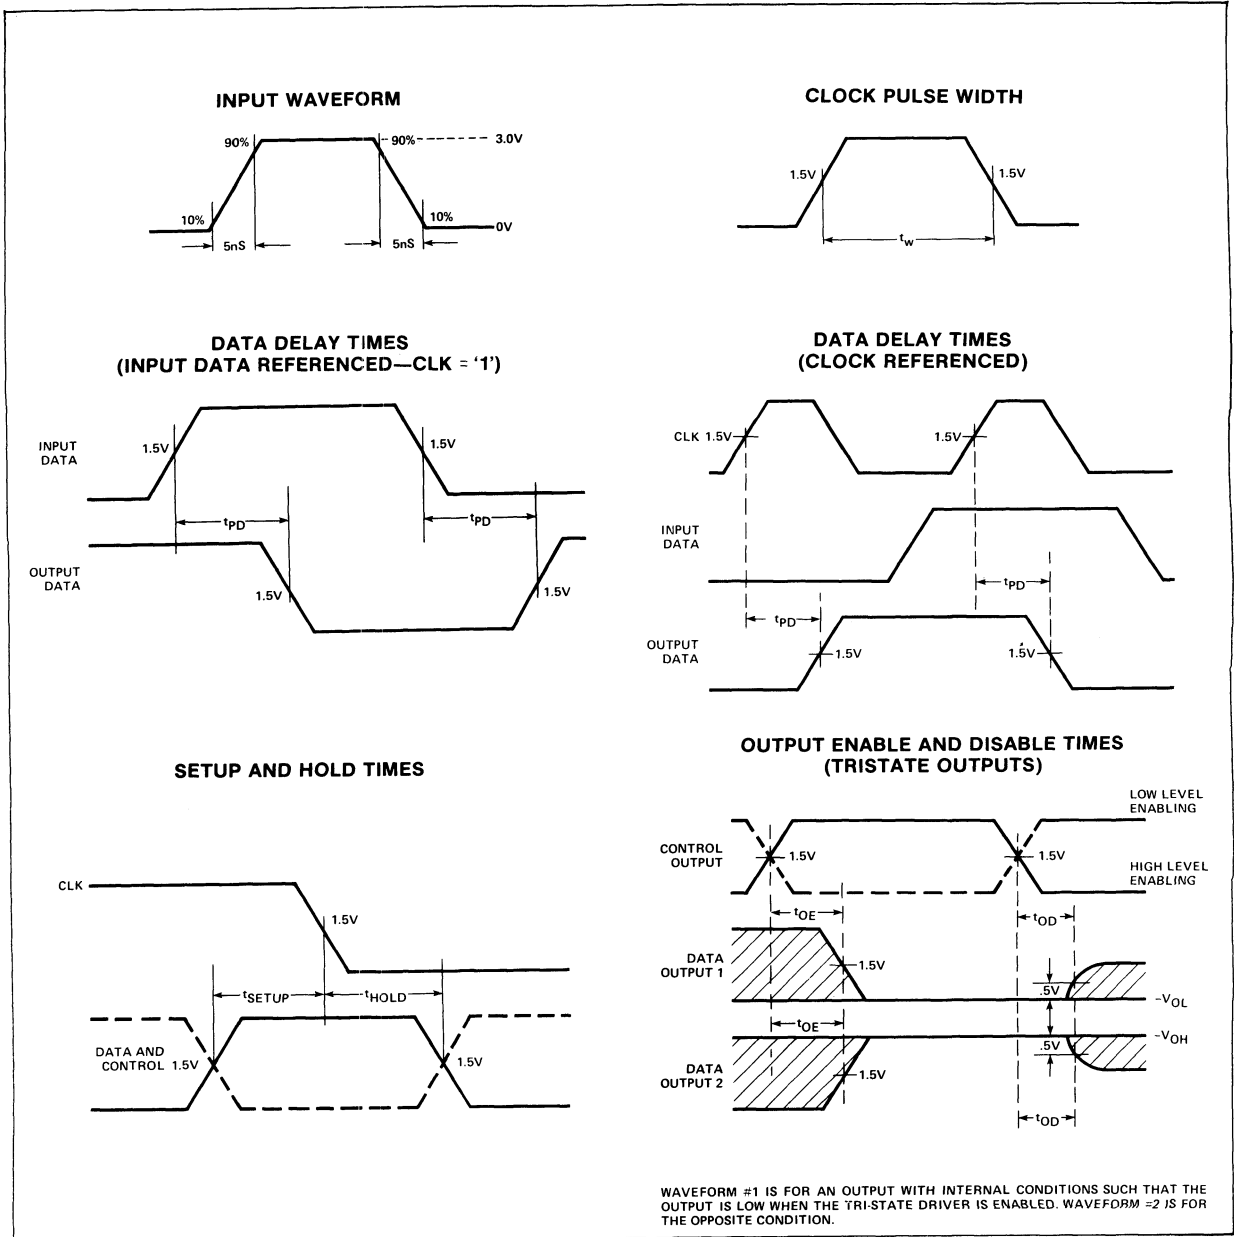 INPUT WAVEFORM
90%
90%
3.0V
10%
10%
0V
5nS
5nS
CLOCK PULSE WIDTH
1.5V
1.5V
tw
DATA DELAY TIMES
(INPUT DATA REFERENCED—CLK = '1')
INPUT
DATA
1.5V
1.5V
tPD
tPD
OUTPUT
DATA
1.5V
1.5V
DATA DELAY TIMES
(CLOCK REFERENCED)
CLK 1.5V
1.5V
INPUT
DATA
tPD
tPD
OUTPUT
DATA
1.5V
1.5V
SETUP AND HOLD TIMES
CLK
1.5V
tSETUP
tHOLD
DATA AND
CONTROL 1.5V
1.5V
OUTPUT ENABLE AND DISABLE TIMES
(TRISTATE OUTPUTS)
LOW LEVEL
ENABLING
CONTROL
OUTPUT
1.5V
1.5V
HIGH LEVEL
ENABLING
tOE
tOD
DATA
OUTPUT 1
1.5V
.5V
-VOL
tOE
-VOH
.5V
DATA
OUTPUT 2
1.5V
tOD
WAVEFORM #1 IS FOR AN OUTPUT WITH INTERNAL CONDITIONS SUCH THAT THE
OUTPUT IS LOW WHEN THE TRI-STATE DRIVER IS ENABLED. WAVEFORM =2 IS FOR
THE OPPOSITE CONDITION.